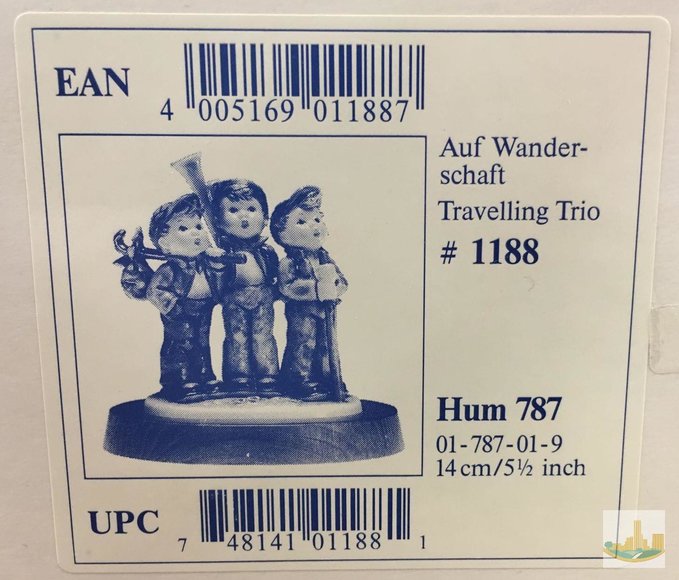 EAN
4 005169 011887
Auf Wander-
schaft
Travelling Trio
# 1188
Hum 787
01-787-01-9
14 cm/5½ inch
UPC
7 48141 01188 1